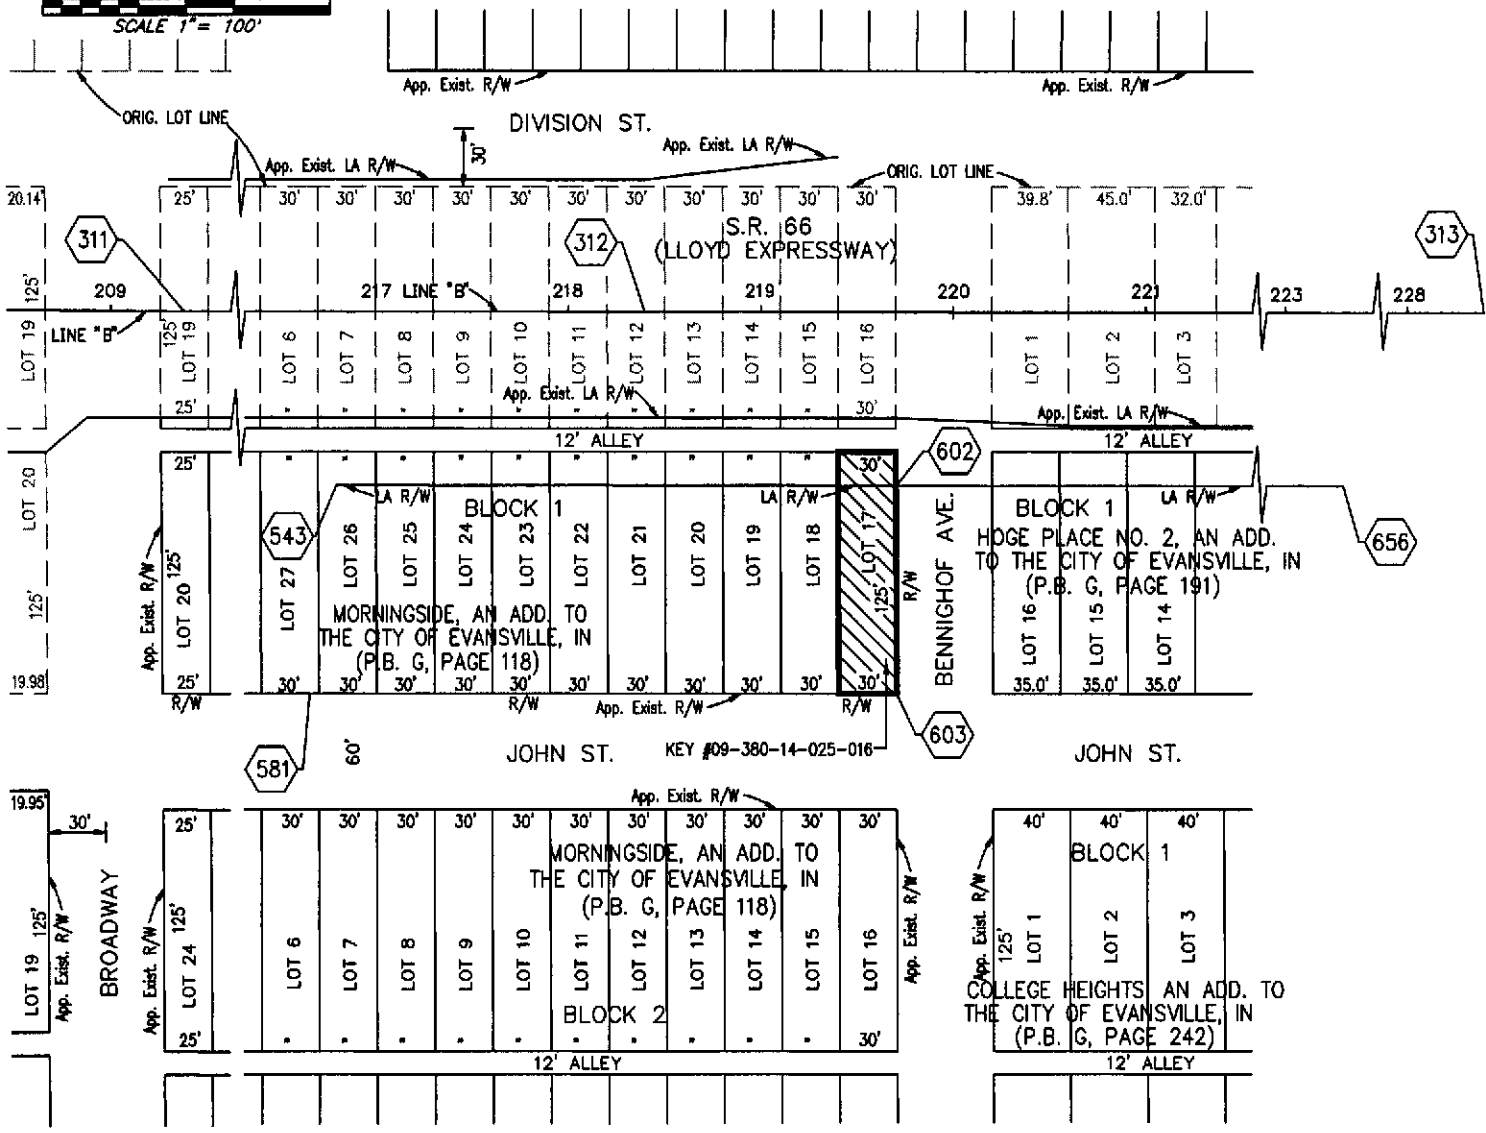 SCALE 1"= 100'
App. Exist. R/W
App. Exist. R/W
ORIG. LOT LINE
DIVISION ST.
30'
App. Exist. LA R/W
App. Exist. LA R/W
ORIG. LOT LINE
20.14'
25'
30' 30' 30' 30' 30' 30' 30' 30' 30' 30' 30'
39.8' 45.0' 32.0'
S.R. 66
(LLOYD EXPRESSWAY)
311
312
313
125'
209
217 LINE "B"
218
219
220
221
223
228
LINE "B"
LOT 19
125'
LOT 19
LOT 6
LOT 7
LOT 8
LOT 9
LOT 10
LOT 11
LOT 12
LOT 13
LOT 14
LOT 15
LOT 16
LOT 1
LOT 2
LOT 3
App. Exist. LA R/W
25'
" " " " " " " " "
30'
App. Exist. LA R/W
12' ALLEY
12' ALLEY
25'
" " " " " " " " " "
30'
602
LA R/W
LA R/W
LA R/W
BLOCK 1
BLOCK 1
543
656
LOT 20
125'
App. Exist. R/W
LOT 20
125'
LOT 27
LOT 26
LOT 25
LOT 24
LOT 23
LOT 22
LOT 21
LOT 20
LOT 19
LOT 18
LOT 17
125'
R/W
BENNIGHOF AVE.
HOGE PLACE NO. 2, AN ADD.
TO THE CITY OF EVANSVILLE, IN
(P.B. G, PAGE 191)
LOT 16
LOT 15
LOT 14
MORNINGSIDE, AN ADD. TO
THE CITY OF EVANSVILLE, IN
(P.B. G, PAGE 118)
19.98'
25'
30' 30' 30' 30' 30' 30' 30' 30' 30' 30' 30'
35.0' 35.0' 35.0'
R/W
R/W
App. Exist. R/W
R/W
603
581
60'
JOHN ST.
KEY #09-380-14-025-016
JOHN ST.
App. Exist. R/W
19.95'
30'
25'
30' 30' 30' 30' 30' 30' 30' 30' 30' 30' 30'
40' 40' 40'
MORNINGSIDE, AN ADD. TO
THE CITY OF EVANSVILLE, IN
(P.B. G, PAGE 118)
BLOCK 1
LOT 19
125'
App. Exist. R/W
BROADWAY
App. Exist. R/W
LOT 24
125'
LOT 6
LOT 7
LOT 8
LOT 9
LOT 10
LOT 11
LOT 12
LOT 13
LOT 14
LOT 15
LOT 16
App. Exist. R/W
App. Exist. R/W
125'
LOT 1
LOT 2
LOT 3
COLLEGE HEIGHTS AN ADD. TO
THE CITY OF EVANSVILLE, IN
(P.B. G, PAGE 242)
BLOCK 2
25'
" " " " " " " " " "
30'
12' ALLEY
12' ALLEY